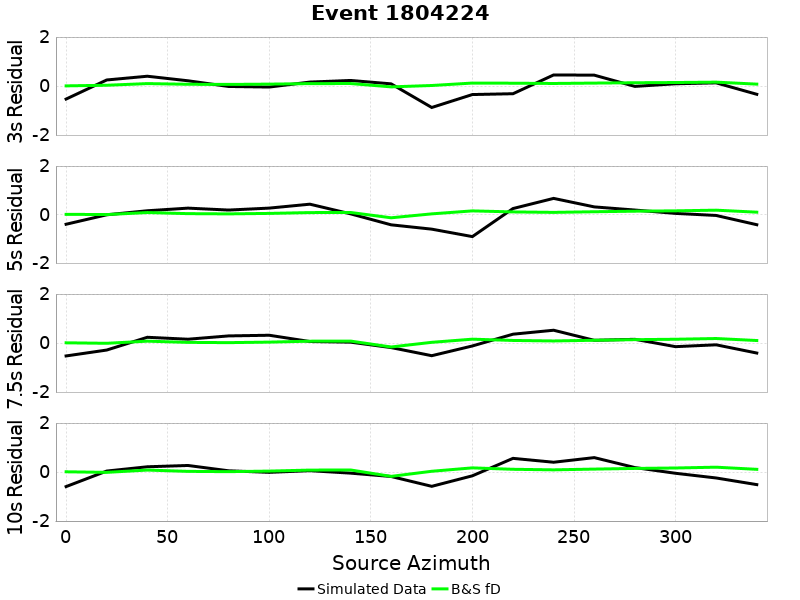 Event 1804224
3s Residual
2
0
-2
5s Residual
2
0
-2
7.5s Residual
2
0
-2
10s Residual
2
0
-2
0 50 100 150 200 250 300
Source Azimuth
Simulated Data B&S fD